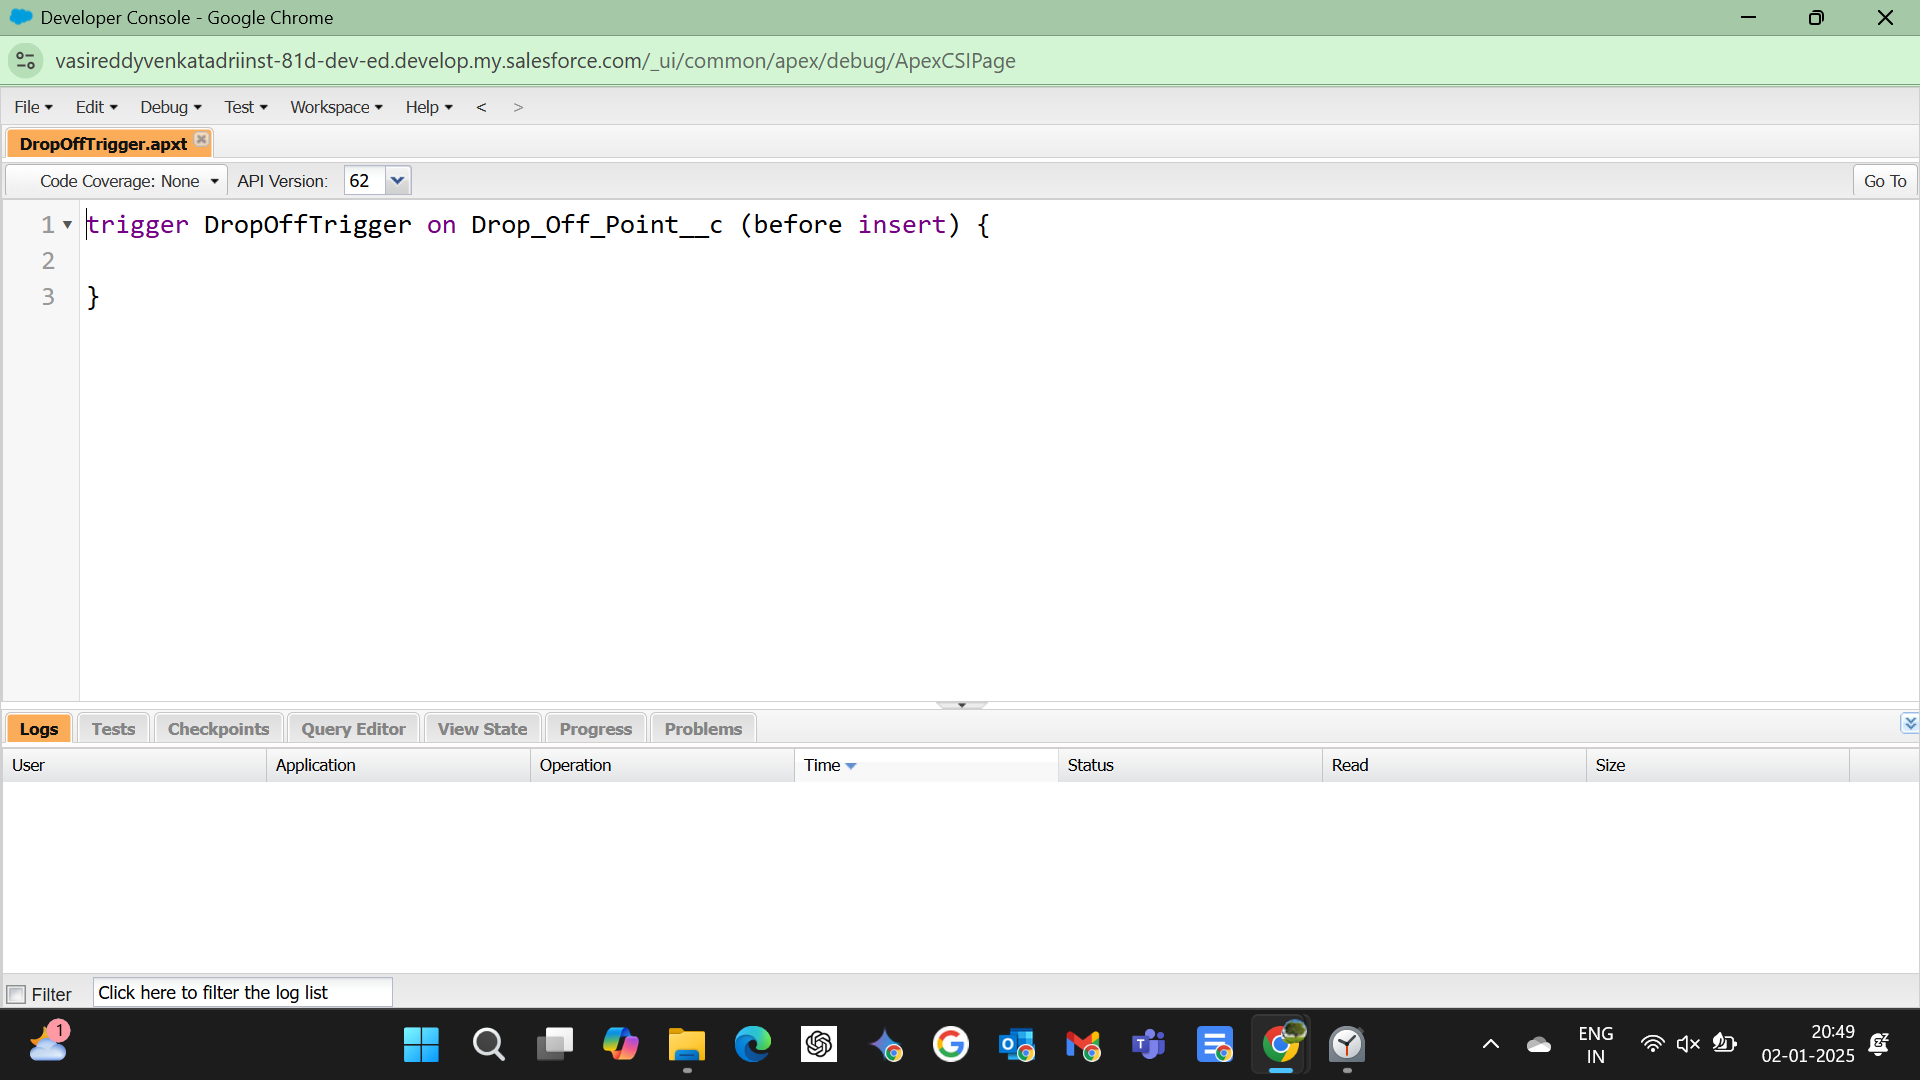 Developer Console - Google Chrome
vasireddyvenkatadriinst-81d-dev-ed.develop.my.salesforce.com/_ui/common/apex/debug/ApexCSIPage
File Edit Debug Test Workspace Help < >
DropOffTrigger.apxt
Code Coverage: None API Version: 62 Go To
1 trigger DropOffTrigger on Drop_Off_Point__c (before insert) {
2
3 }
Logs Tests Checkpoints Query Editor View State Progress Problems
User Application Operation Time Status Read Size
Filter Click here to filter the log list
1
ENG
IN
20:49
02-01-2025